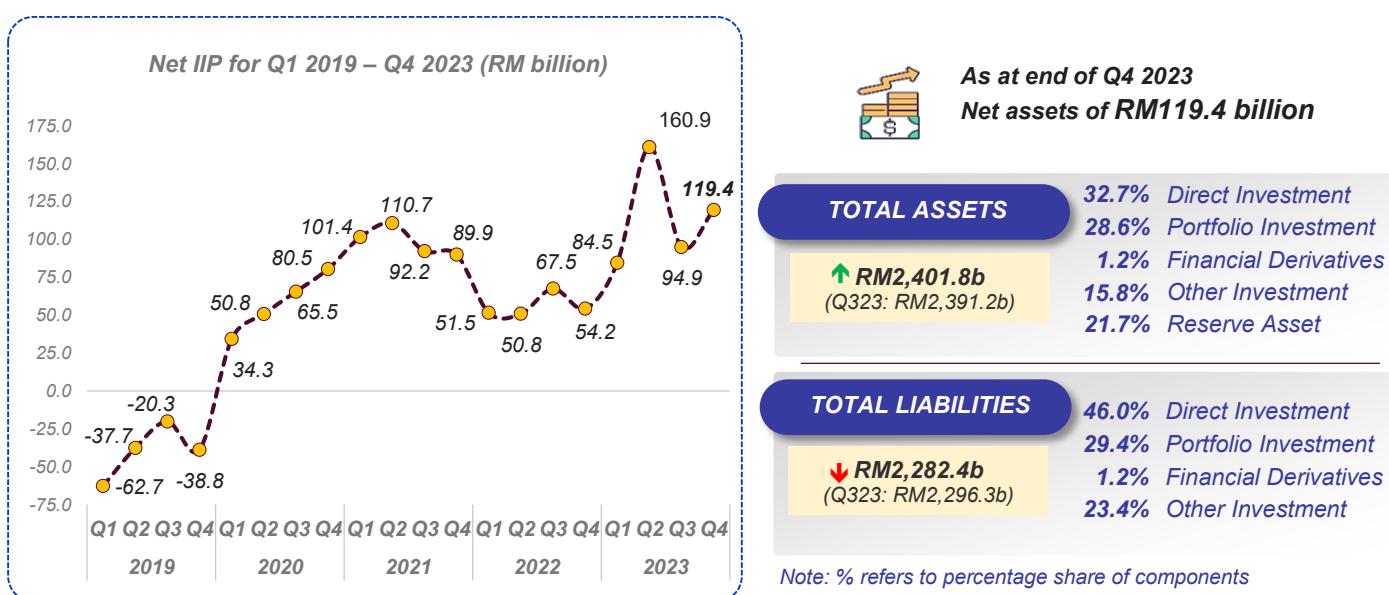 Net IIP for Q1 2019 – Q4 2023 (RM billion)
175.0
150.0
125.0
100.0
75.0
50.0
25.0
0.0
-25.0
-50.0
-75.0
-62.7
-37.7
-20.3
-38.8
34.3
50.8
65.5
80.5
101.4
110.7
92.2
89.9
51.5
50.8
67.5
54.2
84.5
160.9
94.9
119.4
Q1 Q2 Q3 Q4 Q1 Q2 Q3 Q4 Q1 Q2 Q3 Q4 Q1 Q2 Q3 Q4 Q1 Q2 Q3 Q4
2019 2020 2021 2022 2023
$
As at end of Q4 2023
Net assets of RM119.4 billion
TOTAL ASSETS
RM2,401.8b
(Q323: RM2,391.2b)
32.7% Direct Investment
28.6% Portfolio Investment
1.2% Financial Derivatives
15.8% Other Investment
21.7% Reserve Asset
TOTAL LIABILITIES
RM2,282.4b
(Q323: RM2,296.3b)
46.0% Direct Investment
29.4% Portfolio Investment
1.2% Financial Derivatives
23.4% Other Investment
Note: % refers to percentage share of components